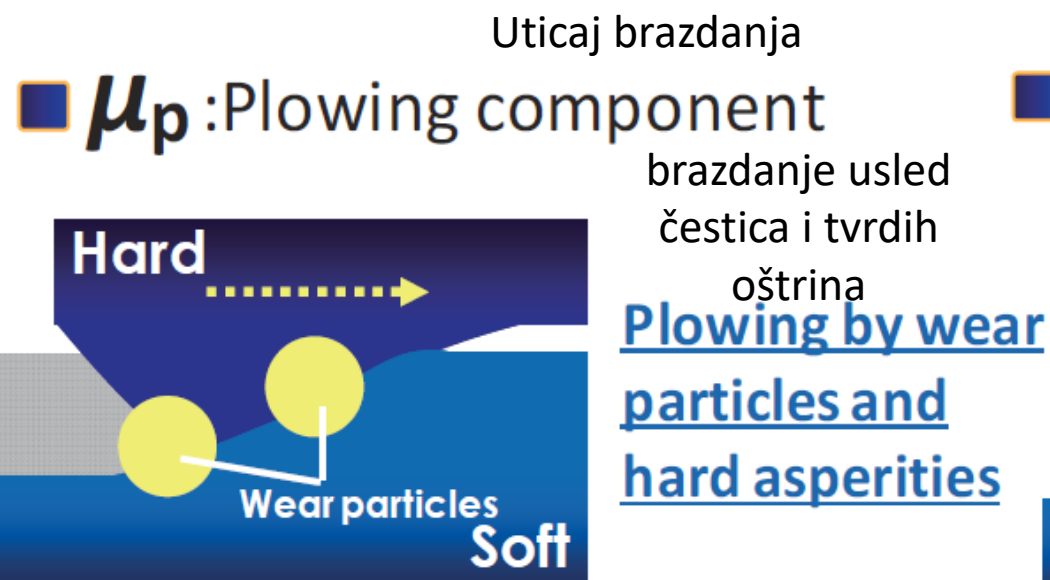 Uticaj brazdanja
μp :Plowing component
brazdanje usled
čestica i tvrdih
oštrina
Plowing by wear
particles and
hard asperities
Hard
Wear particles
Soft